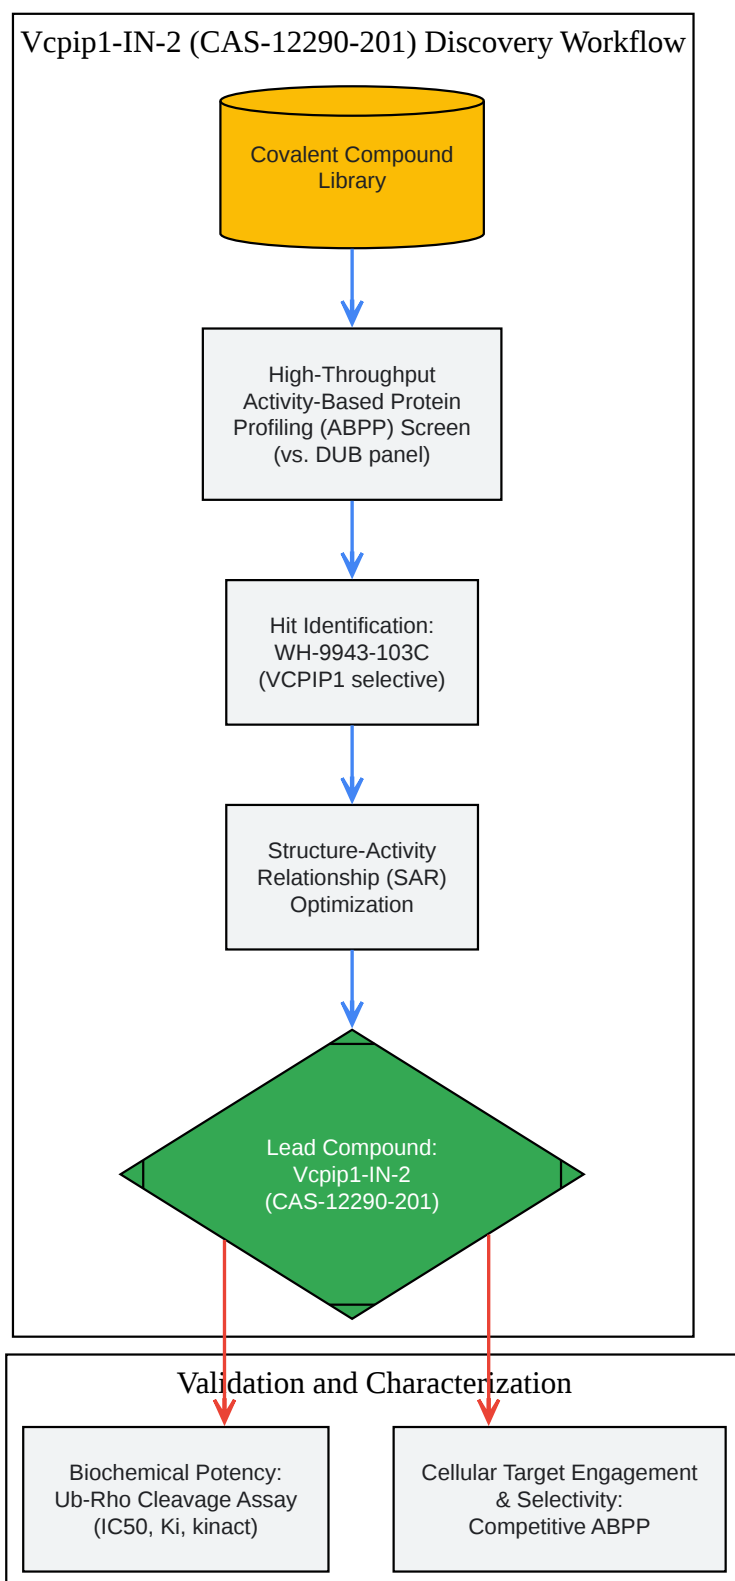 Vcpip1-IN-2 (CAS-12290-201) Discovery Workflow
Covalent Compound
Library
High-Throughput
Activity-Based Protein
Profiling (ABPP) Screen
(vs. DUB panel)
Hit Identification:
WH-9943-103C
(VCPIP1 selective)
Structure-Activity
Relationship (SAR)
Optimization
Lead Compound:
Vcpip1-IN-2
(CAS-12290-201)
Validation and Characterization
Biochemical Potency:
Ub-Rho Cleavage Assay
(IC50, Ki, kinact)
Cellular Target Engagement
& Selectivity:
Competitive ABPP